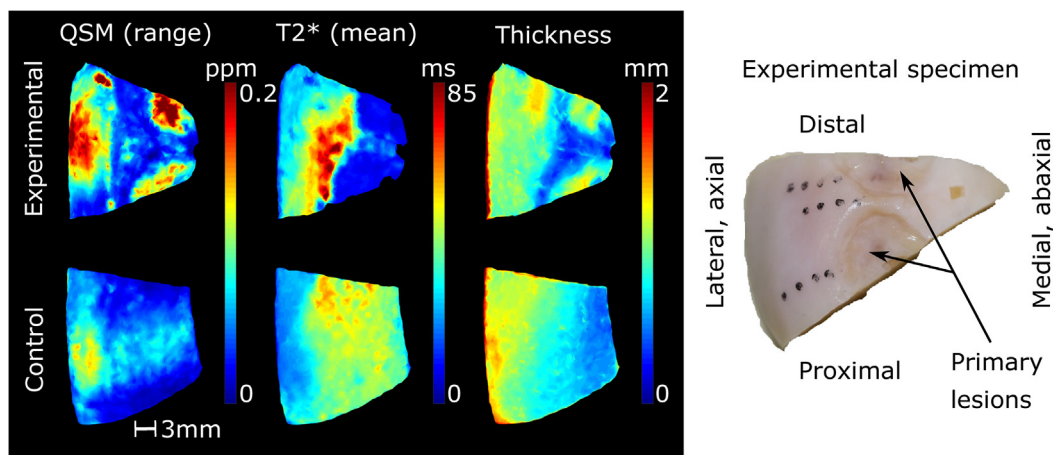 QSM (range)
T2* (mean)
Thickness
ppm
ms
mm
Experimental
0.2
85
2
Control
0
0
0
3mm
Experimental specimen
Distal
Lateral, axial
Medial, abaxial
Proximal
Primary
lesions